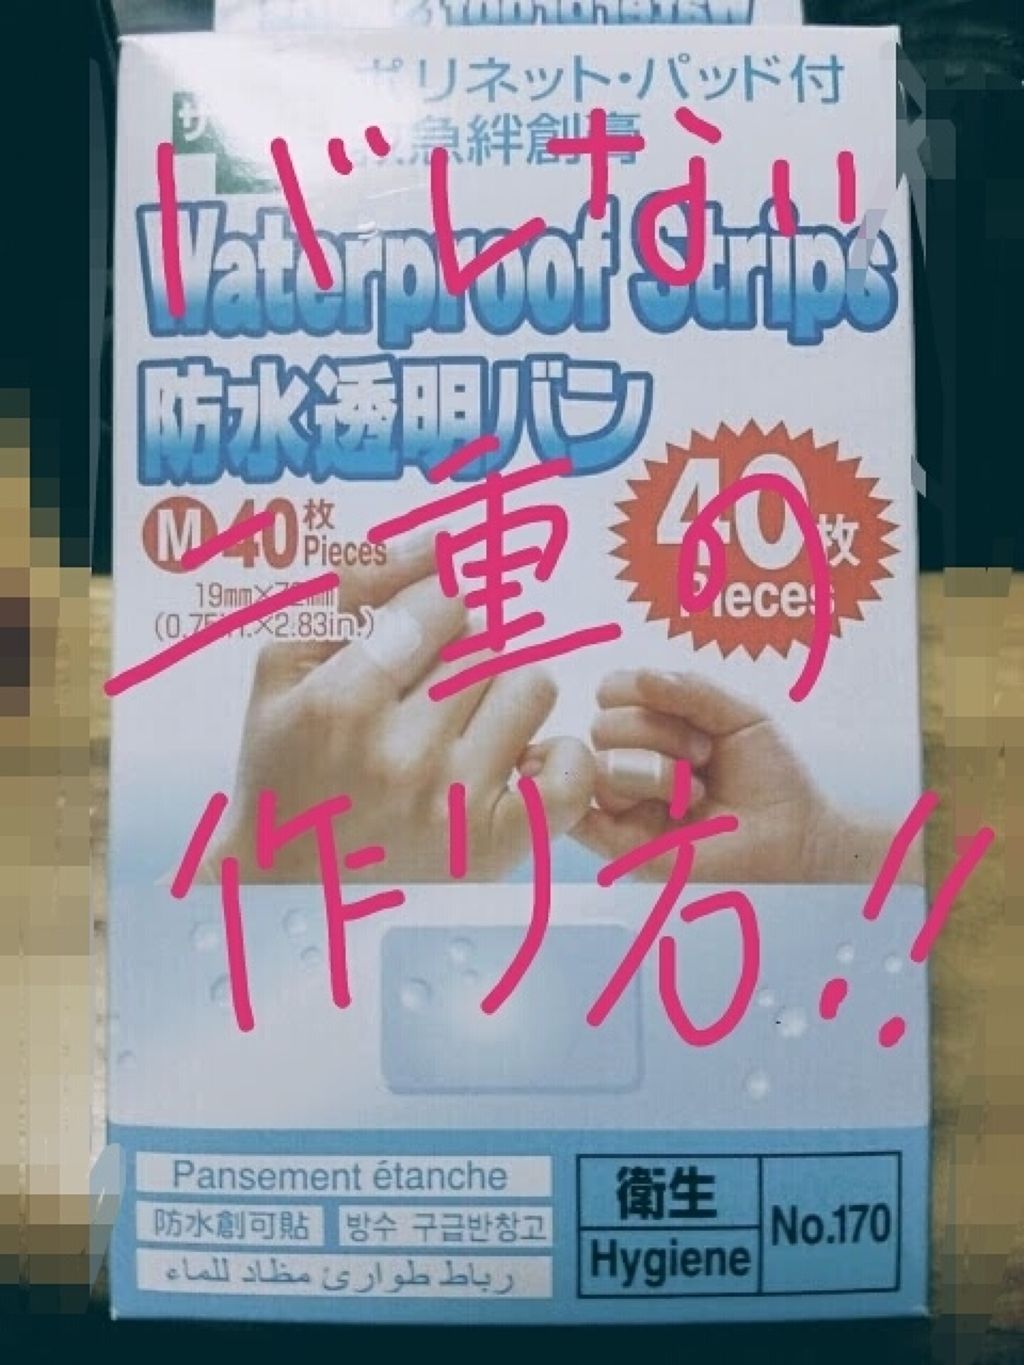 ポリネット・パッド付
急絆創膏
Waterproof Strips
防水透明バン
M 40枚 Pieces
40枚 Pieces
19mm×72mm
(0.75in.×2.83in.)
バレない
二重の
作り方!!
Pansement étanche
防水創可貼
방수 구급반창고
رباط طوارئ مظاد للماء
衛生
Hygiene
No.170